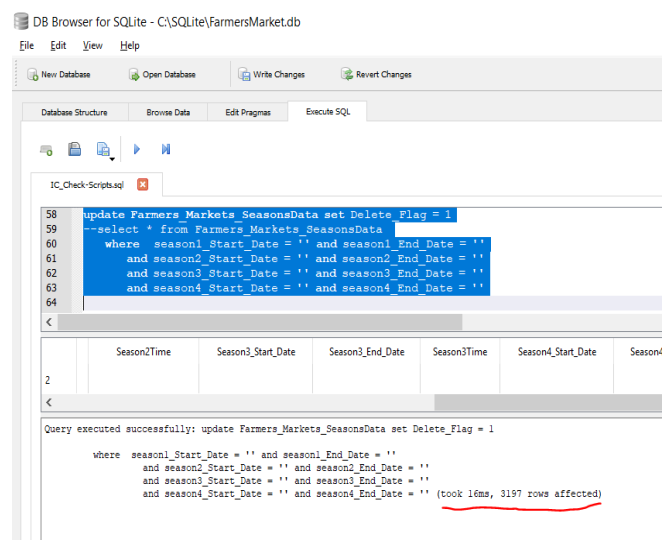 DB Browser for SQLite - C:\SQLite\FarmersMarket.db
File Edit View Help
New Database Open Database Write Changes Revert Changes
Database Structure Browse Data Edit Pragmas Execute SQL
IC_Check-Scripts.sql
58 update Farmers_Markets_SeasonsData set Delete_Flag = 1
59 --select * from Farmers_Markets_SeasonsData
60 where season1_Start_Date = '' and season1_End_Date = ''
61 and season2_Start_Date = '' and season2_End_Date = ''
62 and season3_Start_Date = '' and season3_End_Date = ''
63 and season4_Start_Date = '' and season4_End_Date = ''
64
Season2Time Season3_Start_Date Season3_End_Date Season3Time Season4_Start_Date Season4
2
Query executed successfully: update Farmers_Markets_SeasonsData set Delete_Flag = 1
where season1_Start_Date = '' and season1_End_Date = ''
and season2_Start_Date = '' and season2_End_Date = ''
and season3_Start_Date = '' and season3_End_Date = ''
and season4_Start_Date = '' and season4_End_Date = '' (took 16ms, 3197 rows affected)